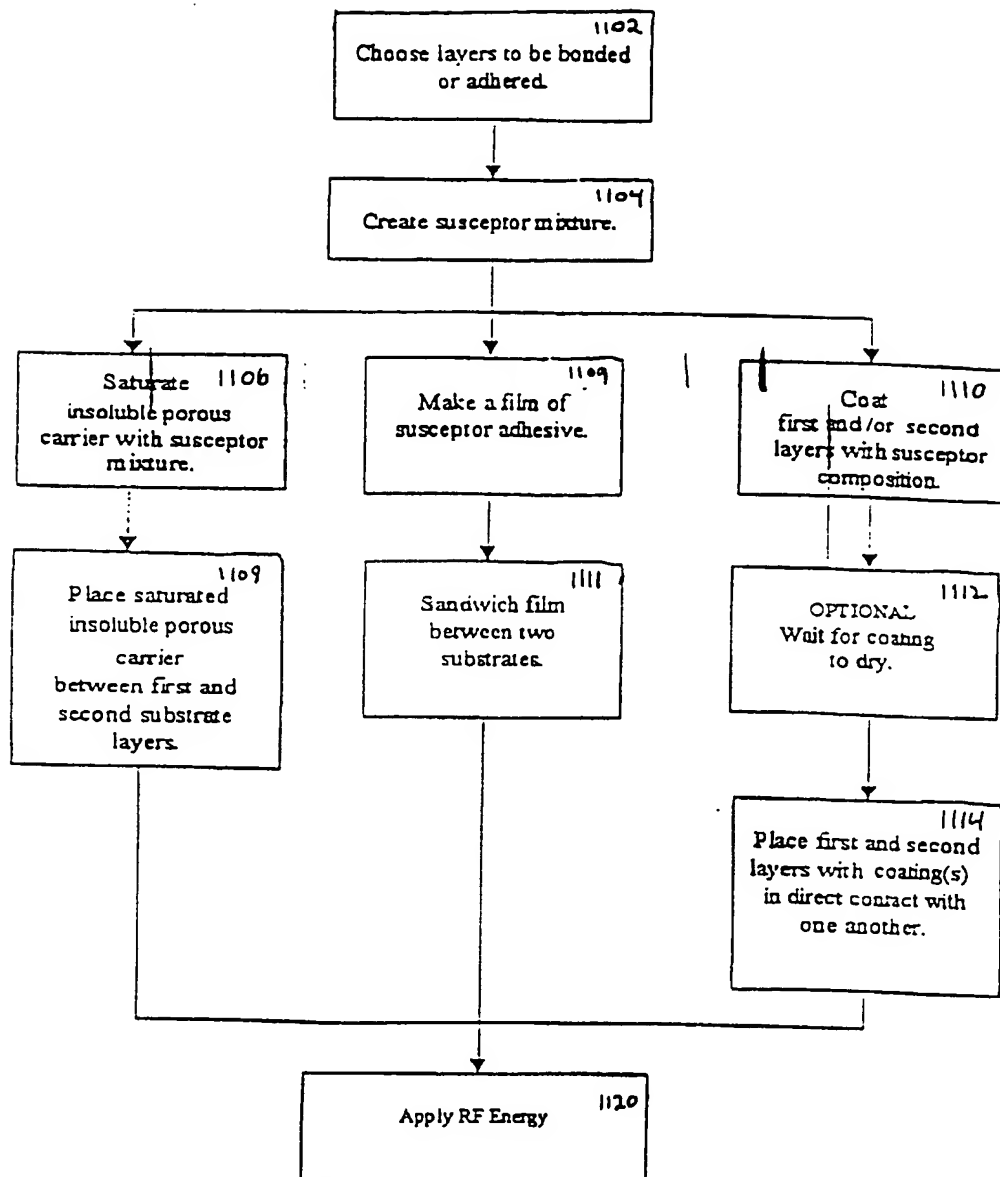 1102
Choose layers to be bonded
or adhered.
1104
Create susceptor mixture.
Saturate 1106
insoluble porous
carrier with susceptor
mixture.
1109
Make a film of
susceptor adhesive.
1110
Coat
first and/or second
layers with susceptor
composition.
1109
Place saturated
insoluble porous
carrier
between first and
second substrate
layers.
1111
Sandwich film
between two
substrates.
1112
OPTIONAL
Wait for coating
to dry.
1114
Place first and second
layers with coating(s)
in direct contact with
one another.
Apply RF Energy 1120